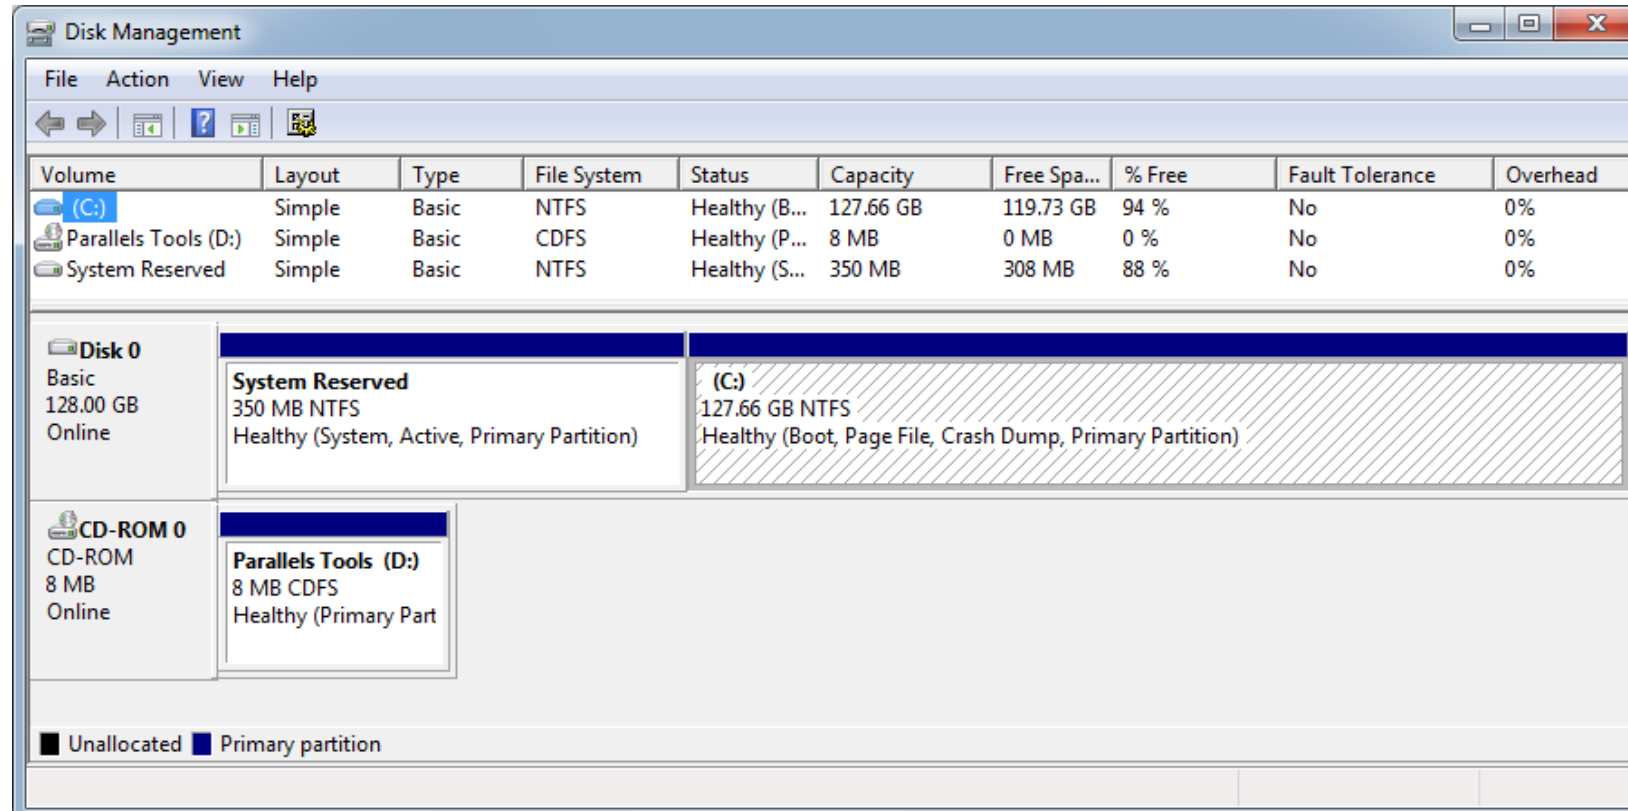 Disk Management
File Action View Help
Volume Layout Type File System Status Capacity Free Spa... % Free Fault Tolerance Overhead
(C:) Simple Basic NTFS Healthy (B... 127.66 GB 119.73 GB 94 % No 0%
Parallels Tools (D:) Simple Basic CDFS Healthy (P... 8 MB 0 MB 0 % No 0%
System Reserved Simple Basic NTFS Healthy (S... 350 MB 308 MB 88 % No 0%
Disk 0
Basic
128.00 GB
Online
System Reserved
350 MB NTFS
Healthy (System, Active, Primary Partition)
(C:)
127.66 GB NTFS
Healthy (Boot, Page File, Crash Dump, Primary Partition)
CD-ROM 0
CD-ROM
8 MB
Online
Parallels Tools (D:)
8 MB CDFS
Healthy (Primary Part
Unallocated Primary partition